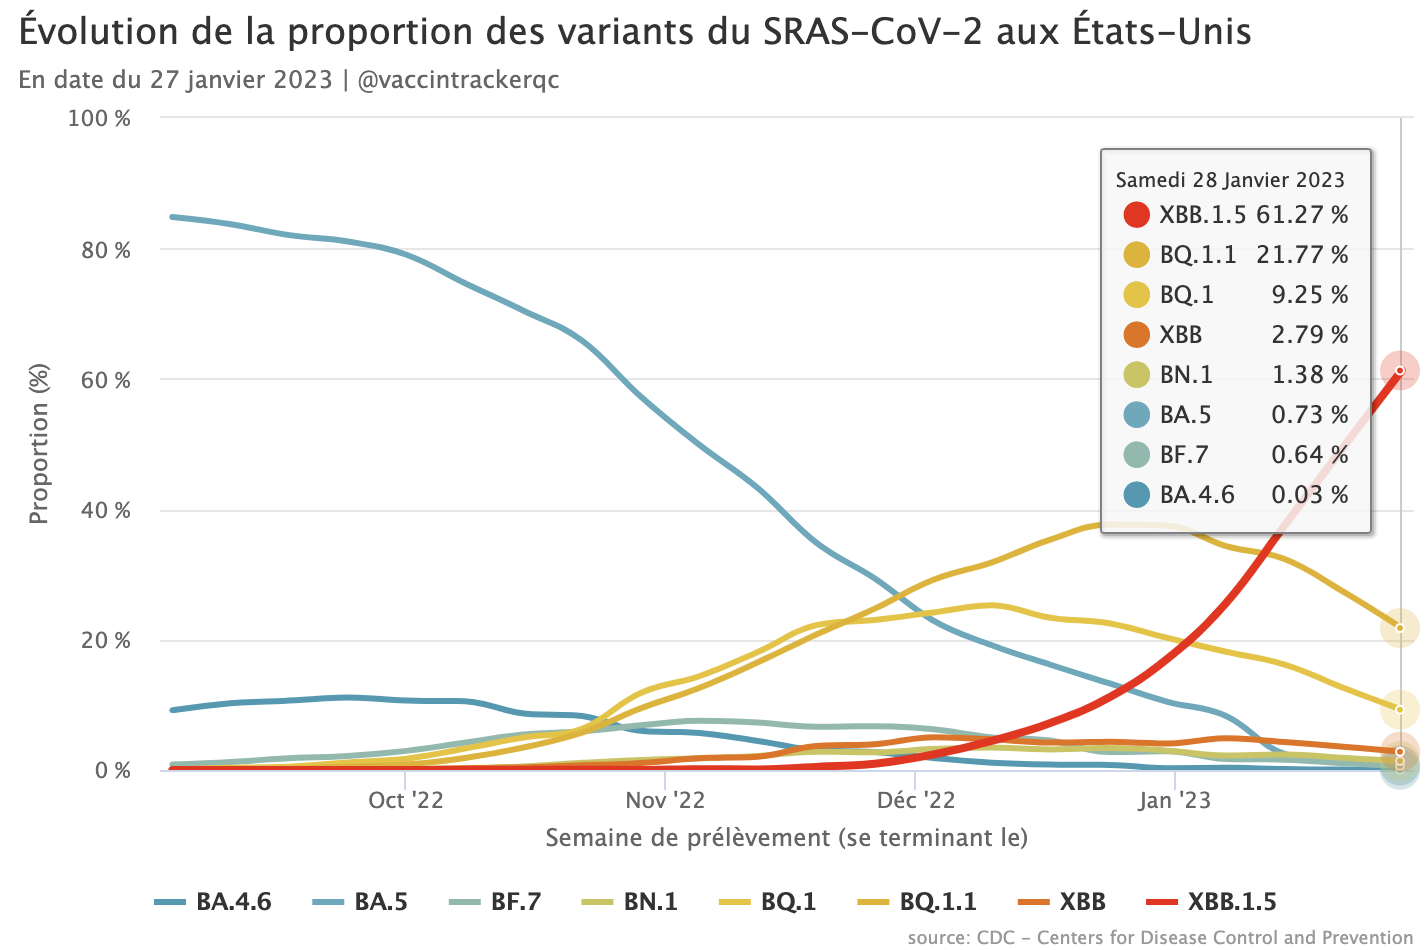 Évolution de la proportion des variants du SRAS-CoV-2 aux États-Unis
En date du 27 janvier 2023 | @vaccintrackerqc
100 %
80 %
60 %
40 %
20 %
0 %
Proportion (%)
Samedi 28 Janvier 2023
XBB.1.5 61.27 %
BQ.1.1 21.77 %
BQ.1 9.25 %
XBB 2.79 %
BN.1 1.38 %
BA.5 0.73 %
BF.7 0.64 %
BA.4.6 0.03 %
Oct '22 Nov '22 Déc '22 Jan '23
Semaine de prélèvement (se terminant le)
BA.4.6 BA.5 BF.7 BN.1 BQ.1 BQ.1.1 XBB XBB.1.5
source: CDC - Centers for Disease Control and Prevention